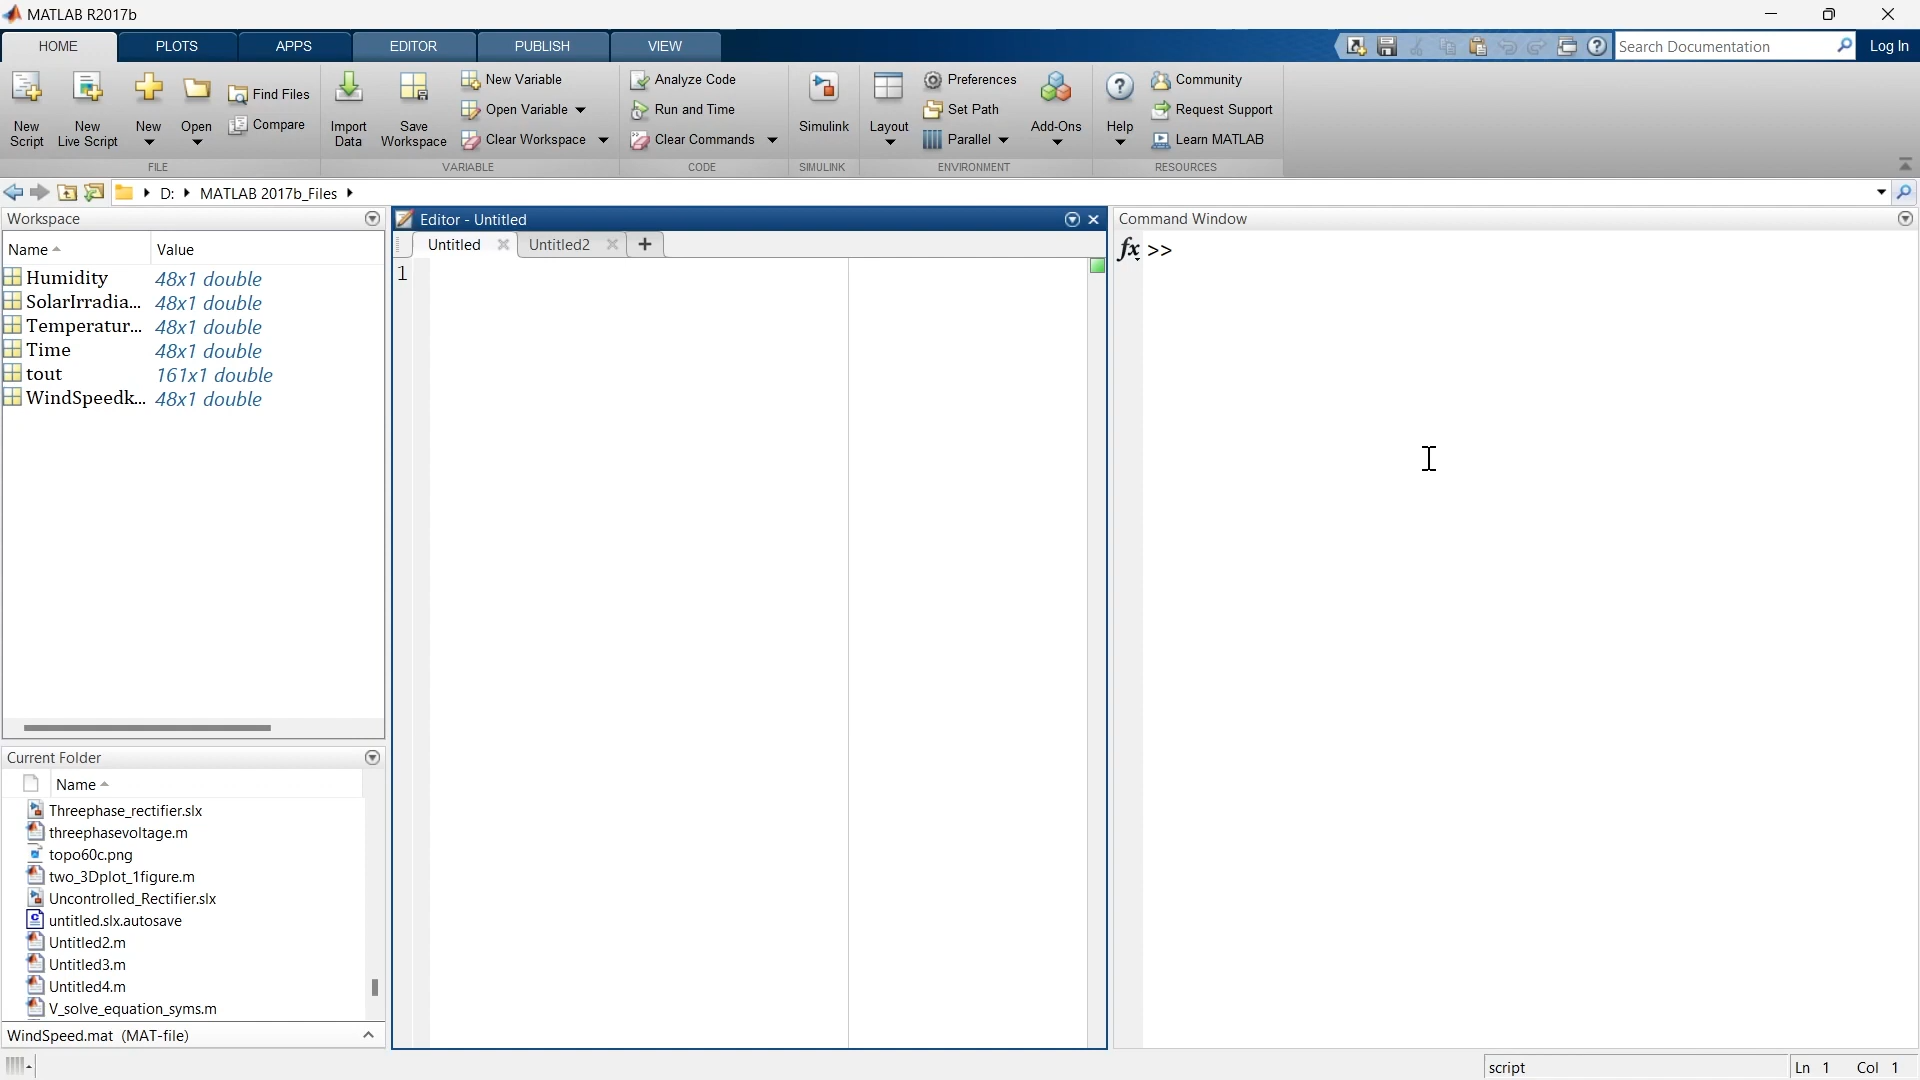 MATLAB R2017b
HOME PLOTS APPS EDITOR PUBLISH VIEW Search Documentation Log In
New Script
New Live Script
New
Open
Find Files
Compare
FILE
Import Data
Save Workspace
New Variable
Open Variable
Clear Workspace
VARIABLE
Analyze Code
Run and Time
Clear Commands
CODE
Simulink
SIMULINK
Layout
Preferences
Set Path
Parallel
Add-Ons
ENVIRONMENT
Help
Community
Request Support
Learn MATLAB
RESOURCES
D: MATLAB 2017b_Files
Workspace
Name Value
Humidity 48x1 double
SolarIrradia... 48x1 double
Temperatur... 48x1 double
Time 48x1 double
tout 161x1 double
WindSpeedk... 48x1 double
Current Folder
Name
Threephase_rectifier.slx
threephasevoltage.m
topo60c.png
two_3Dplot_1figure.m
Uncontrolled_Rectifier.slx
untitled.slx.autosave
Untitled2.m
Untitled3.m
Untitled4.m
V_solve_equation_syms.m
WindSpeed.mat (MAT-file)
Editor - Untitled
Untitled Untitled2 +
1
Command Window
fx >>
script Ln 1 Col 1